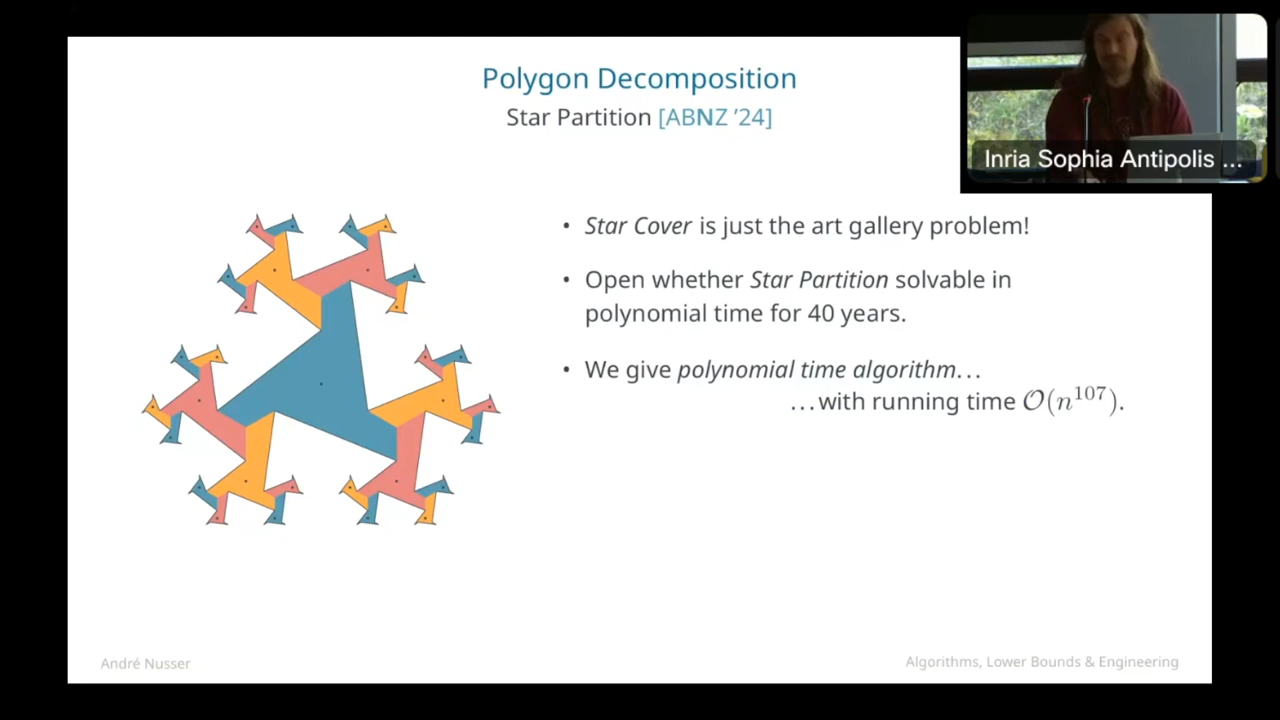 Polygon Decomposition
Star Partition [ABNZ ’24]
Inria Sophia Antipolis ...
• Star Cover is just the art gallery problem!
• Open whether Star Partition solvable in
polynomial time for 40 years.
• We give polynomial time algorithm...
...with running time 𝒪(n¹⁰⁷).
André Nusser
Algorithms, Lower Bounds & Engineering